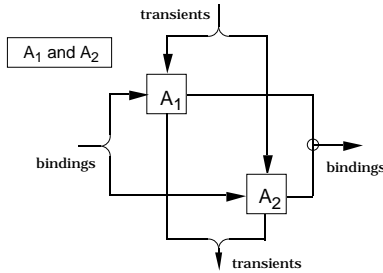 transients
A₁ and A₂
A₁
bindings
bindings
A₂
transients